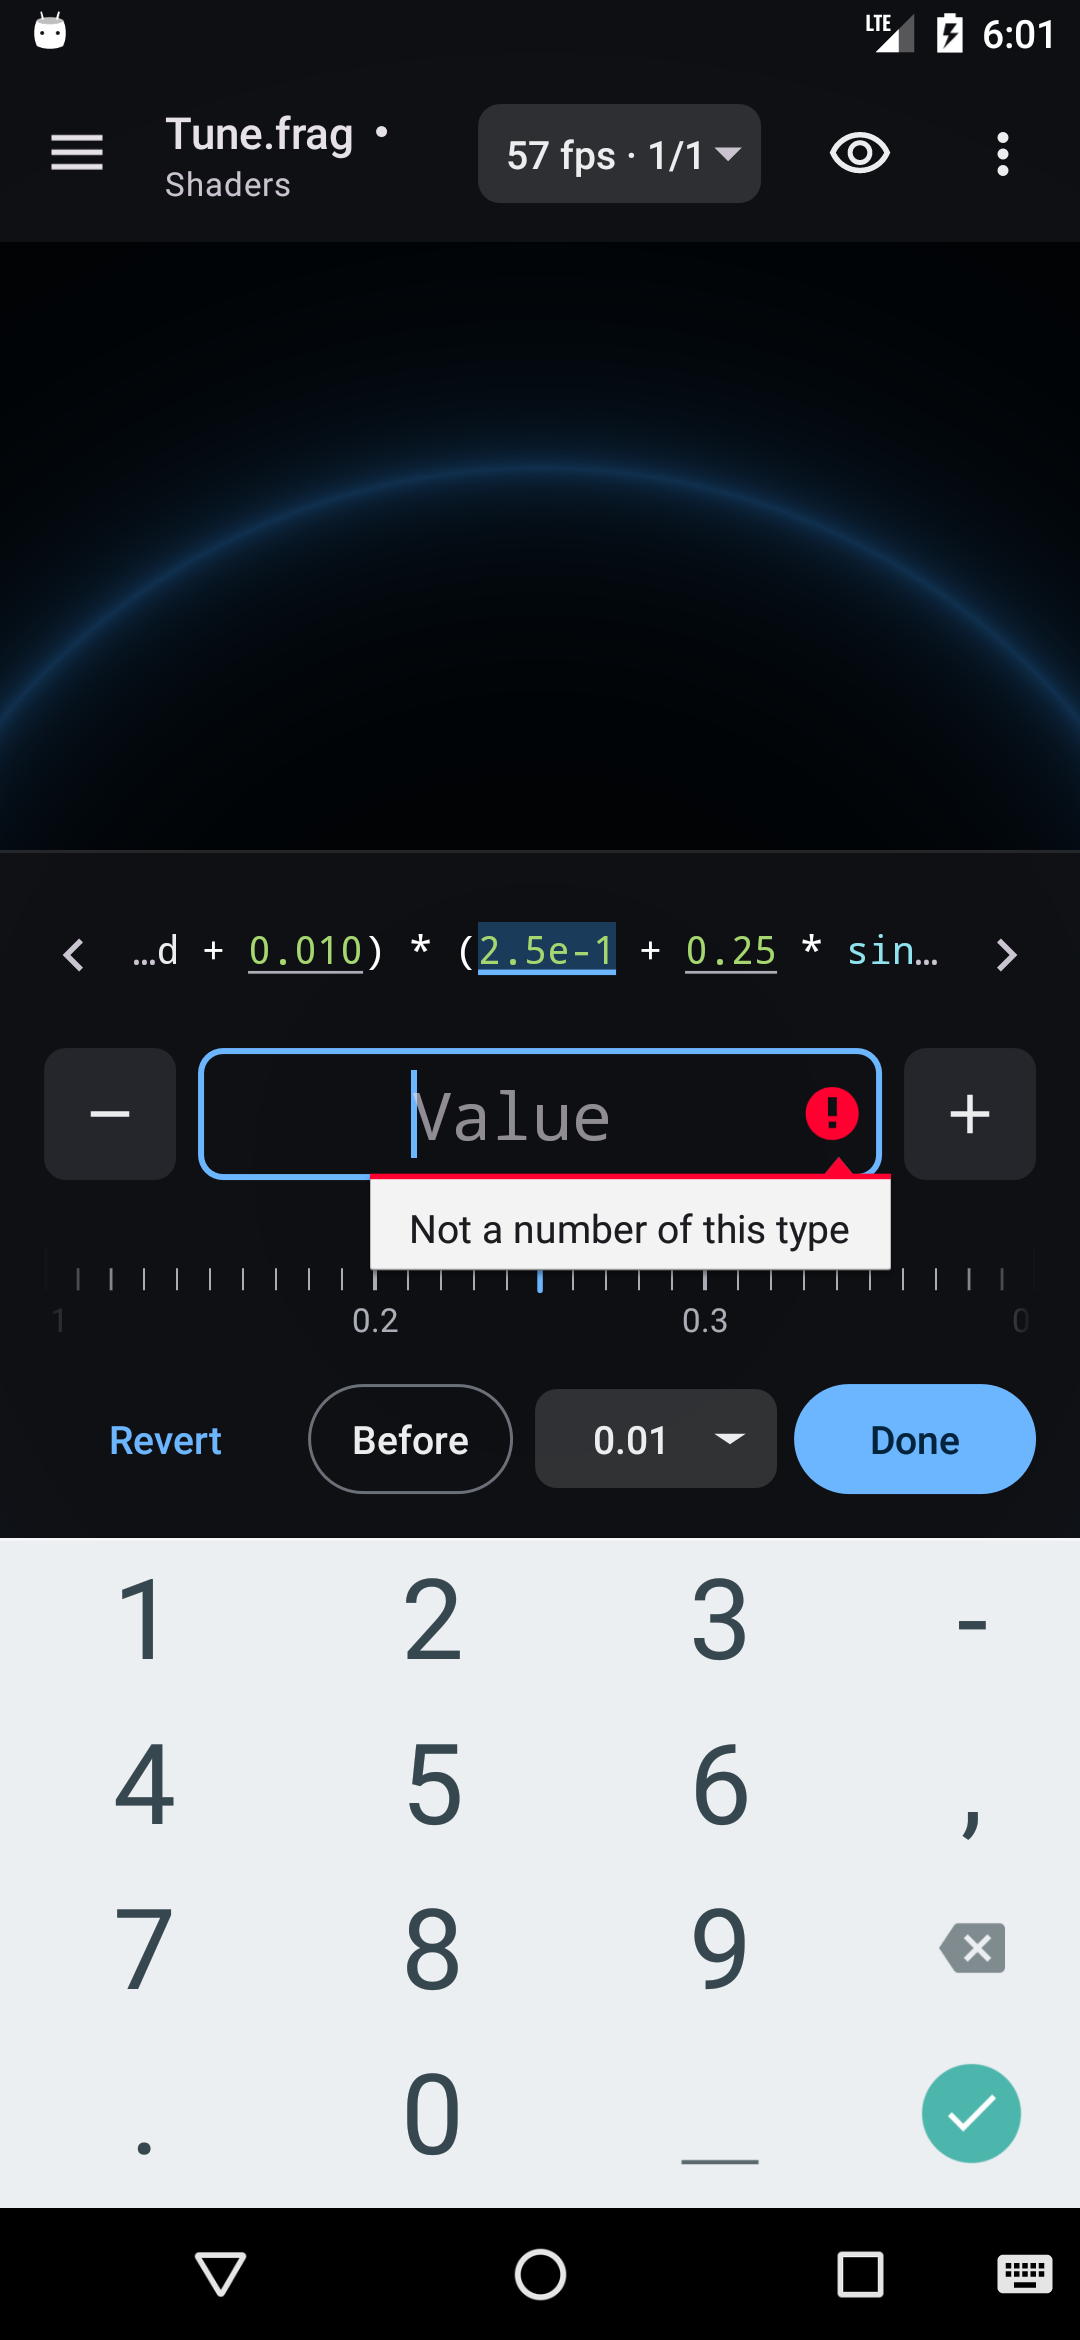 LTE 6:01
Tune.frag •
Shaders
57 fps · 1/1
…d + 0.010) * (2.5e-1 + 0.25 * sin…
Value
Not a number of this type
1 0.2 0.3 0
Revert Before 0.01 Done
1 2 3 -
4 5 6 ,
7 8 9
. 0